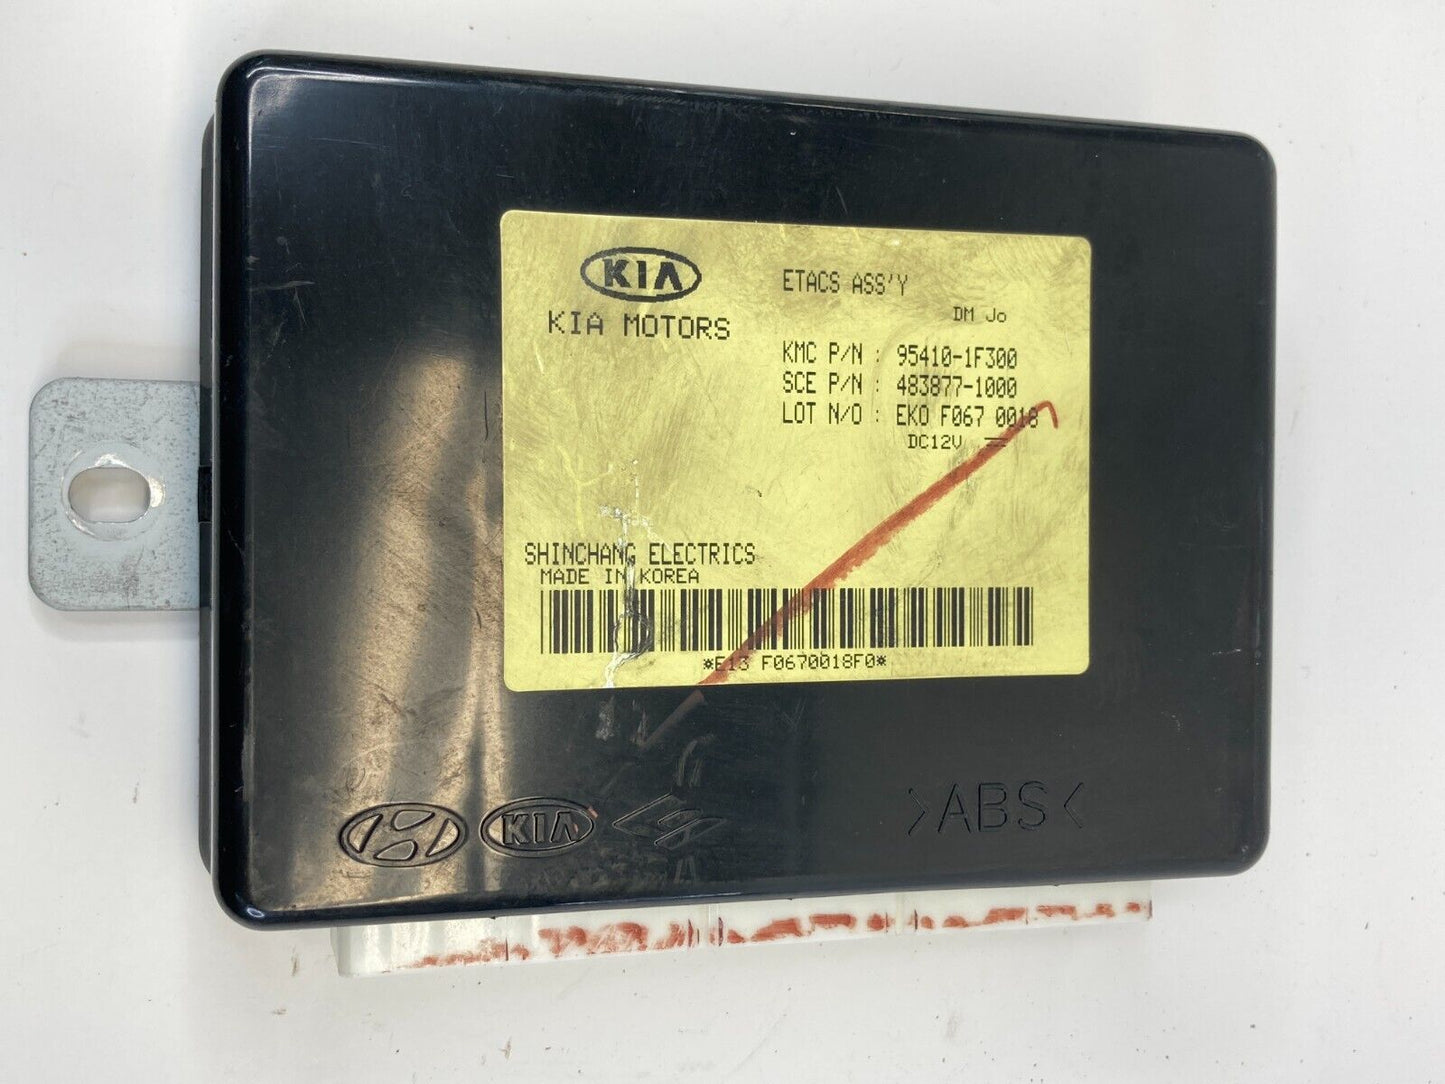 KIA
KIA MOTORS
ETACS ASS'Y
DM Jo
KMC P/N : 95410-1F300
SCE P/N : 483877-1000
LOT N/O : EKO F067 0018
DC12V
SHINCHANG ELECTRICS
MADE IN KOREA
*E13 F0670018F0*
KIA
>ABS<